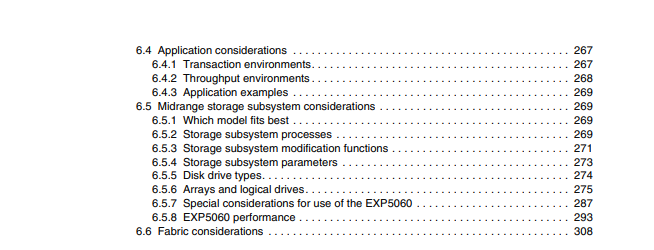 6.4 Application considerations . . . . . . . . . . . . . . . . . . . . . . . . . . . . . . . . . . . . . . . . . . 267
6.4.1 Transaction environments. . . . . . . . . . . . . . . . . . . . . . . . . . . . . . . . . . . . . . . 267
6.4.2 Throughput environments . . . . . . . . . . . . . . . . . . . . . . . . . . . . . . . . . . . . . . . 268
6.4.3 Application examples . . . . . . . . . . . . . . . . . . . . . . . . . . . . . . . . . . . . . . . . . . 269
6.5 Midrange storage subsystem considerations . . . . . . . . . . . . . . . . . . . . . . . . . . . . . 269
6.5.1 Which model fits best . . . . . . . . . . . . . . . . . . . . . . . . . . . . . . . . . . . . . . . . . . 269
6.5.2 Storage subsystem processes . . . . . . . . . . . . . . . . . . . . . . . . . . . . . . . . . . . . 269
6.5.3 Storage subsystem modification functions . . . . . . . . . . . . . . . . . . . . . . . . . . . 271
6.5.4 Storage subsystem parameters . . . . . . . . . . . . . . . . . . . . . . . . . . . . . . . . . . . 273
6.5.5 Disk drive types. . . . . . . . . . . . . . . . . . . . . . . . . . . . . . . . . . . . . . . . . . . . . . . 274
6.5.6 Arrays and logical drives. . . . . . . . . . . . . . . . . . . . . . . . . . . . . . . . . . . . . . . . 275
6.5.7 Special considerations for use of the EXP5060 . . . . . . . . . . . . . . . . . . . . . . . 287
6.5.8 EXP5060 performance . . . . . . . . . . . . . . . . . . . . . . . . . . . . . . . . . . . . . . . . . 293
6.6 Fabric considerations . . . . . . . . . . . . . . . . . . . . . . . . . . . . . . . . . . . . . . . . . . . . . 308